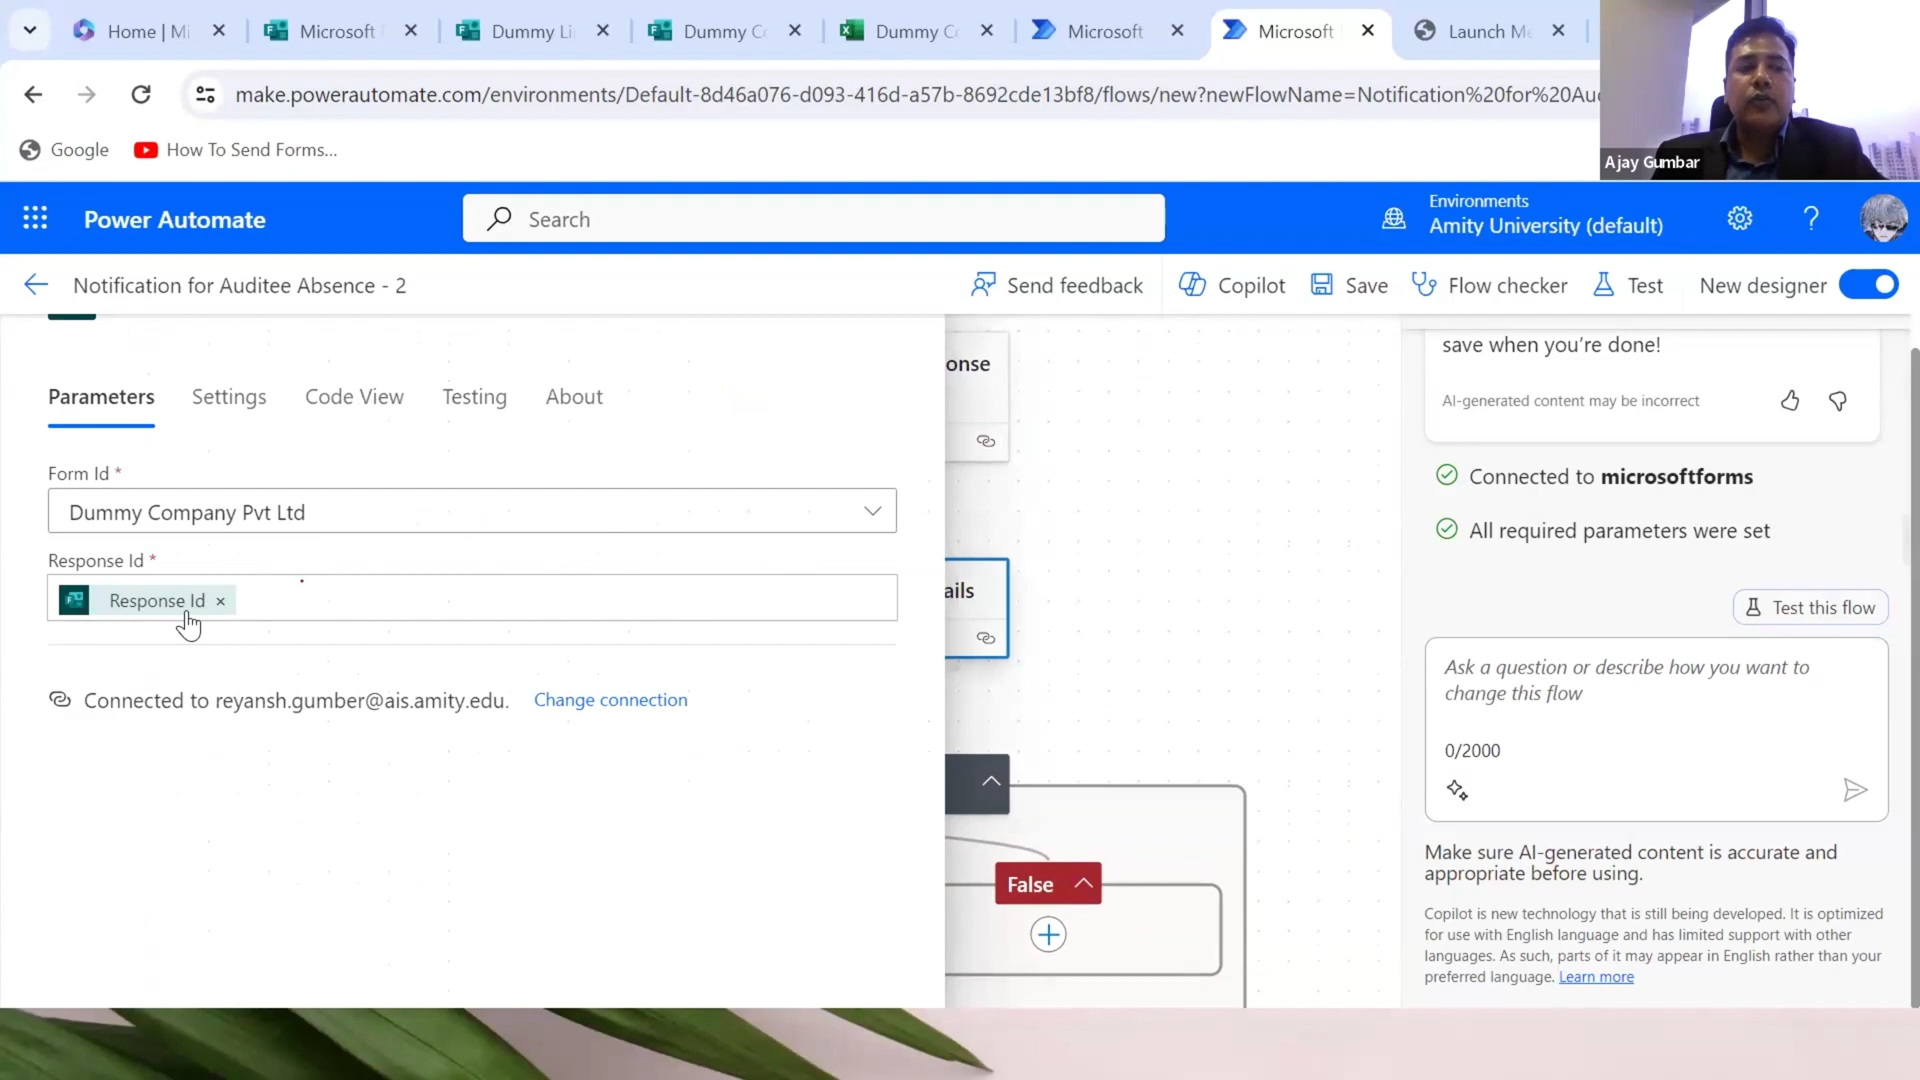 Home | Mi
Microsoft F
Dummy Li
Dummy Co
Dummy Co
Microsoft
Microsoft
Launch Me
make.powerautomate.com/environments/Default-8d46a076-d093-416d-a57b-8692cde13bf8/flows/new?newFlowName=Notification%20for%20Aud
Google
How To Send Forms...
Ajay Gumbar
Power Automate
Search
Environments
Amity University (default)
Notification for Auditee Absence - 2
Send feedback
Copilot
Save
Flow checker
Test
New designer
onse
save when you're done!
AI-generated content may be incorrect
Parameters
Settings
Code View
Testing
About
Form Id *
Dummy Company Pvt Ltd
Connected to microsoftforms
All required parameters were set
Response Id *
Response Id ×
ails
Test this flow
Ask a question or describe how you want to
change this flow
0/2000
Connected to reyansh.gumber@ais.amity.edu.
Change connection
False
Make sure AI-generated content is accurate and
appropriate before using.
Copilot is new technology that is still being developed. It is optimized
for use with English language and has limited support with other
languages. As such, parts of it may appear in English rather than your
preferred language. Learn more